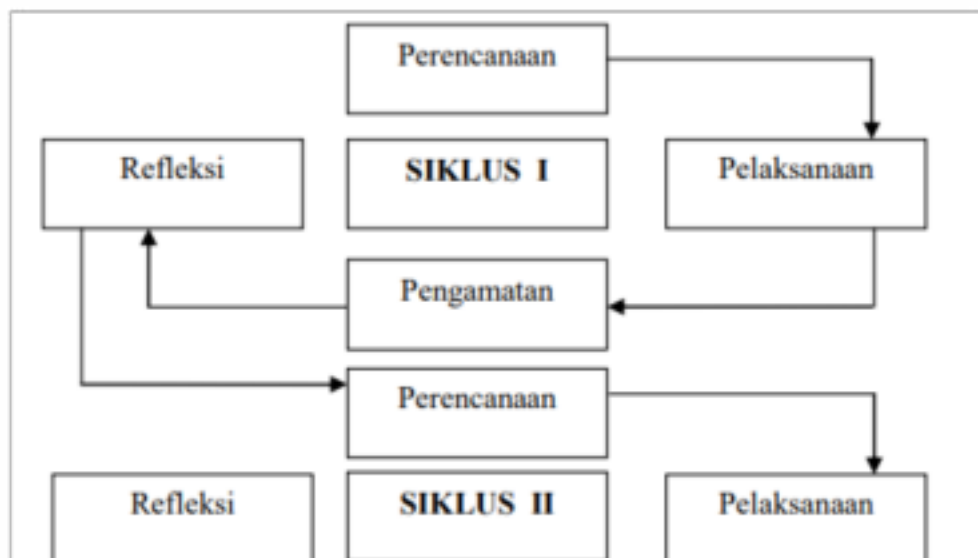 Perencanaan
Refleksi
SIKLUS I
Pelaksanaan
Pengamatan
Perencanaan
Refleksi
SIKLUS II
Pelaksanaan